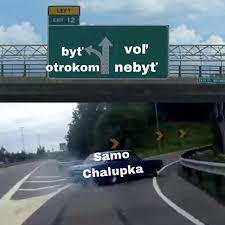 LEFT
EXIT 12
byť
otrokom
voľ
nebyť
Samo
Chalupka